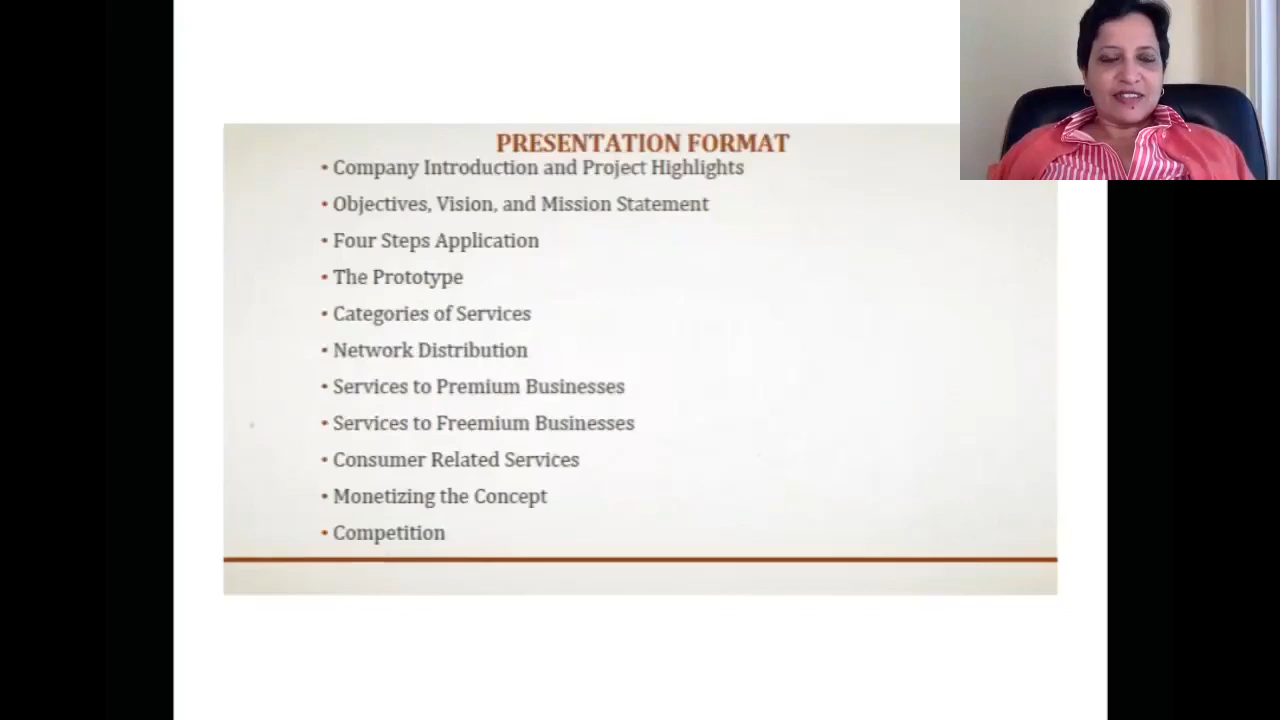 PRESENTATION FORMAT
• Company Introduction and Project Highlights
• Objectives, Vision, and Mission Statement
• Four Steps Application
• The Prototype
• Categories of Services
• Network Distribution
• Services to Premium Businesses
• Services to Freemium Businesses
• Consumer Related Services
• Monetizing the Concept
• Competition